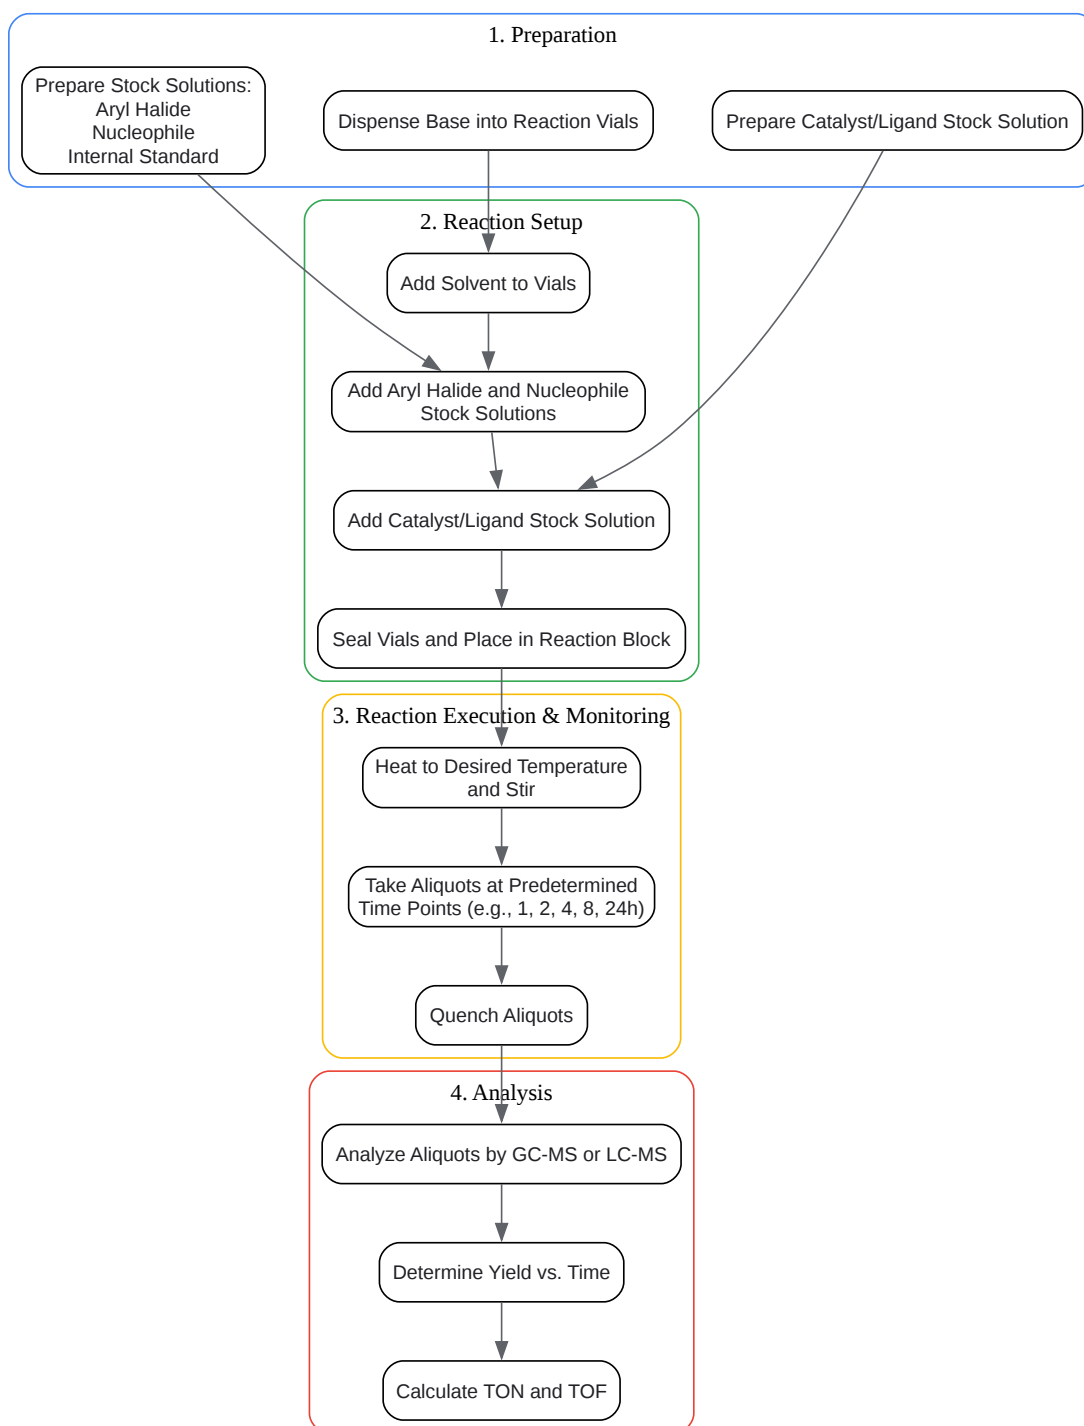 1. Preparation
Prepare Stock Solutions:
Aryl Halide
Nucleophile
Internal Standard
Dispense Base into Reaction Vials
Prepare Catalyst/Ligand Stock Solution
2. Reaction Setup
Add Solvent to Vials
Add Aryl Halide and Nucleophile
Stock Solutions
Add Catalyst/Ligand Stock Solution
Seal Vials and Place in Reaction Block
3. Reaction Execution & Monitoring
Heat to Desired Temperature
and Stir
Take Aliquots at Predetermined
Time Points (e.g., 1, 2, 4, 8, 24h)
Quench Aliquots
4. Analysis
Analyze Aliquots by GC-MS or LC-MS
Determine Yield vs. Time
Calculate TON and TOF